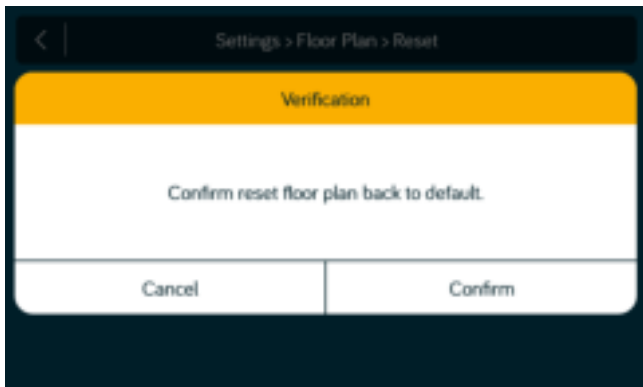 Settings > Floor Plan > Reset
Verification
Confirm reset floor plan back to default.
Cancel
Confirm